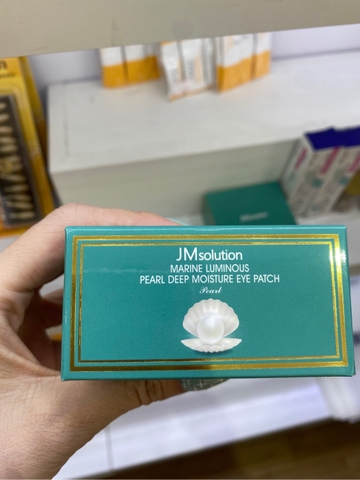 JMsolution
MARINE LUMINOUS
PEARL DEEP MOISTURE EYE PATCH
Pearl